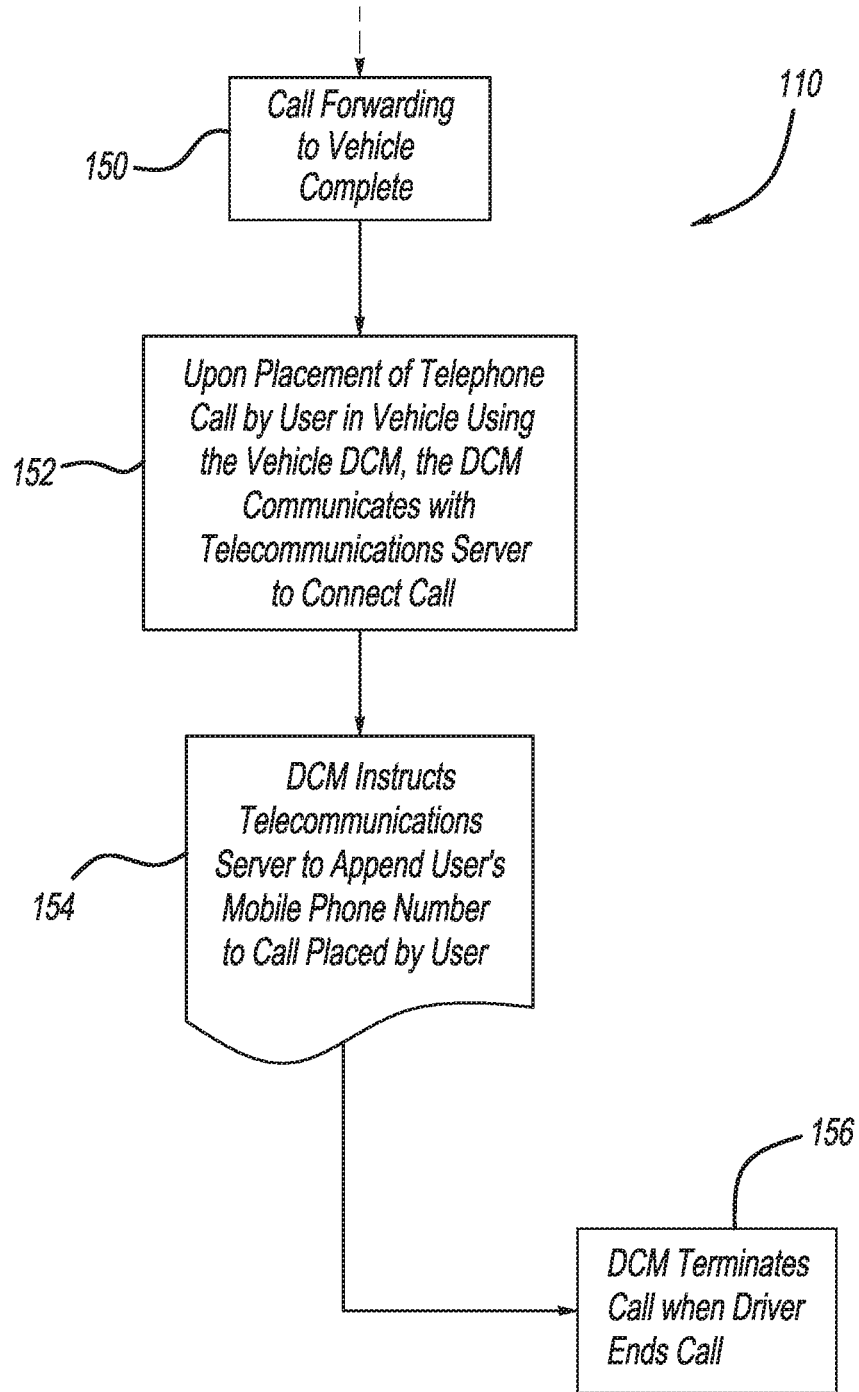 110
Call Forwarding
to Vehicle
Complete
150
Upon Placement of Telephone
Call by User in Vehicle Using
the Vehicle DCM, the DCM
Communicates with
Telecommunications Server
to Connect Call
152
DCM Instructs
Telecommunications
Server to Append User's
Mobile Phone Number
to Call Placed by User
154
156
DCM Terminates
Call when Driver
Ends Call